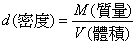 d(密度) = M(質量) / V(體積)